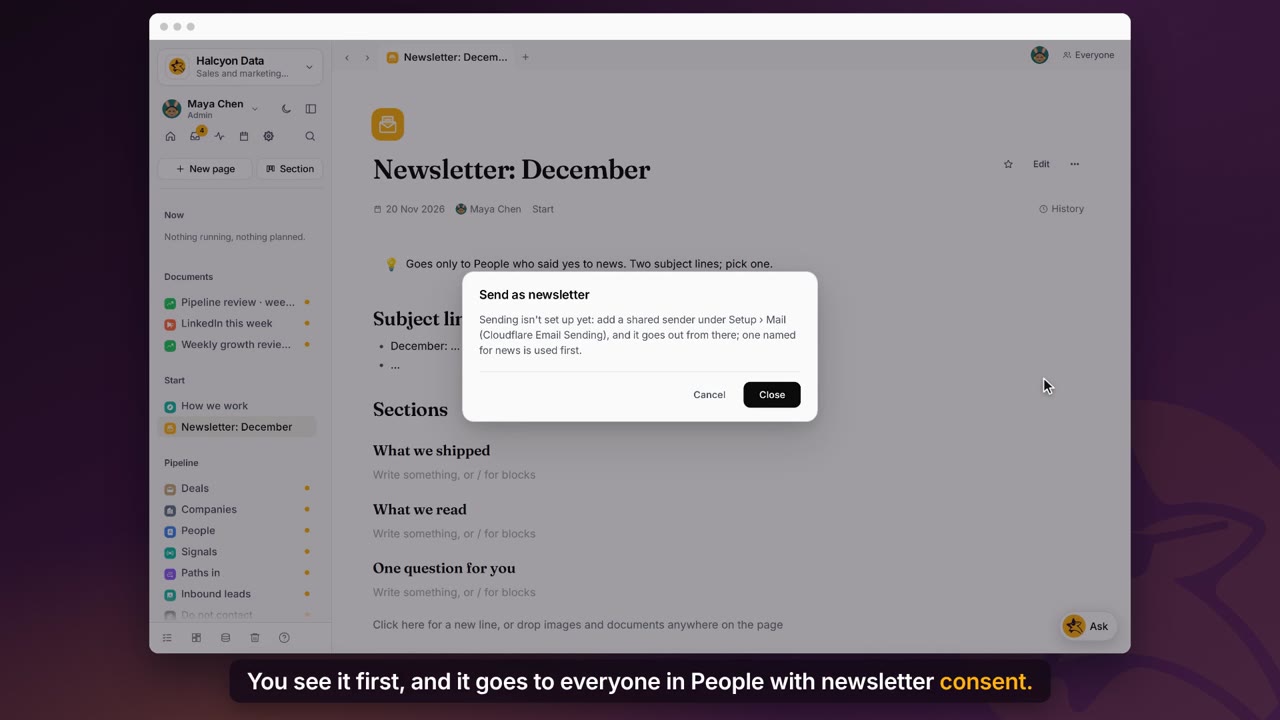 Halcyon Data
Sales and marketing...
Maya Chen
Admin
4
New page
Section
Now
Nothing running, nothing planned.
Documents
Pipeline review · wee...
LinkedIn this week
Weekly growth revie...
Start
How we work
Newsletter: December
Pipeline
Deals
Companies
People
Signals
Paths in
Inbound leads
Do not contact
Newsletter: Decem...
Everyone
Newsletter: December
Edit
20 Nov 2026 Maya Chen Start
History
💡 Goes only to People who said yes to news. Two subject lines; pick one.
Subject lin
• December: ...
• ...
Sections
What we shipped
Write something, or / for blocks
What we read
Write something, or / for blocks
One question for you
Write something, or / for blocks
Click here for a new line, or drop images and documents anywhere on the page
Send as newsletter
Sending isn't set up yet: add a shared sender under Setup › Mail
(Cloudflare Email Sending), and it goes out from there; one named
for news is used first.
Cancel
Close
Ask
You see it first, and it goes to everyone in People with newsletter consent.